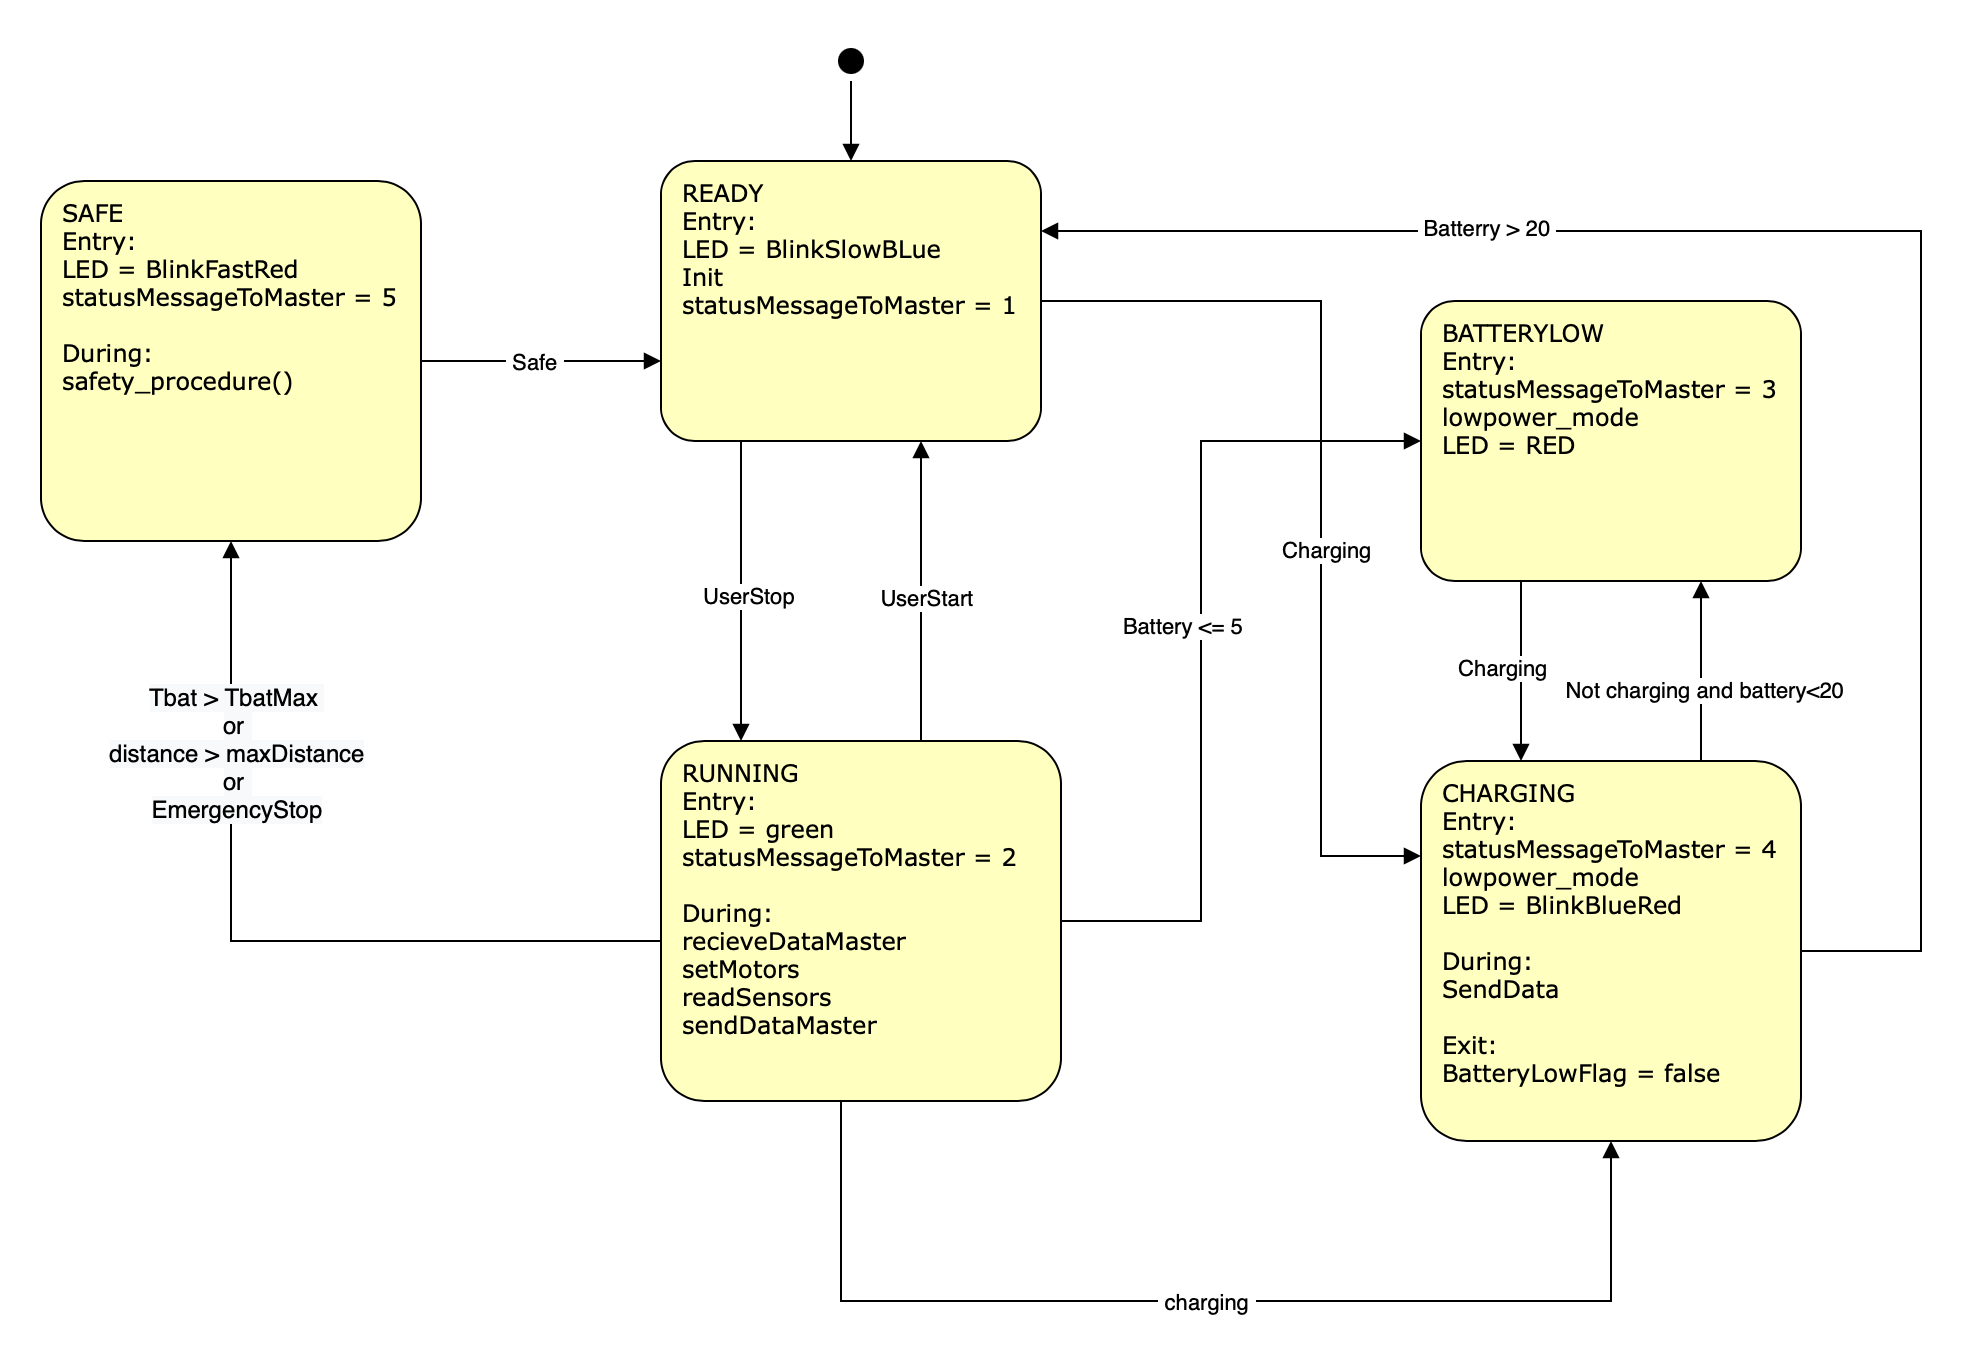 SAFE
Entry:
LED = BlinkFastRed
statusMessageToMaster = 5
During:
safety_procedure()
Safe
READY
Entry:
LED = BlinkSlowBLue
Init
statusMessageToMaster = 1
Batterry > 20
BATTERYLOW
Entry:
statusMessageToMaster = 3
lowpower_mode
LED = RED
UserStop
UserStart
Battery <= 5
Charging
Charging
Not charging and battery<20
Tbat > TbatMax
or
distance > maxDistance
or
EmergencyStop
RUNNING
Entry:
LED = green
statusMessageToMaster = 2
During:
recieveDataMaster
setMotors
readSensors
sendDataMaster
CHARGING
Entry:
statusMessageToMaster = 4
lowpower_mode
LED = BlinkBlueRed
During:
SendData
Exit:
BatteryLowFlag = false
charging